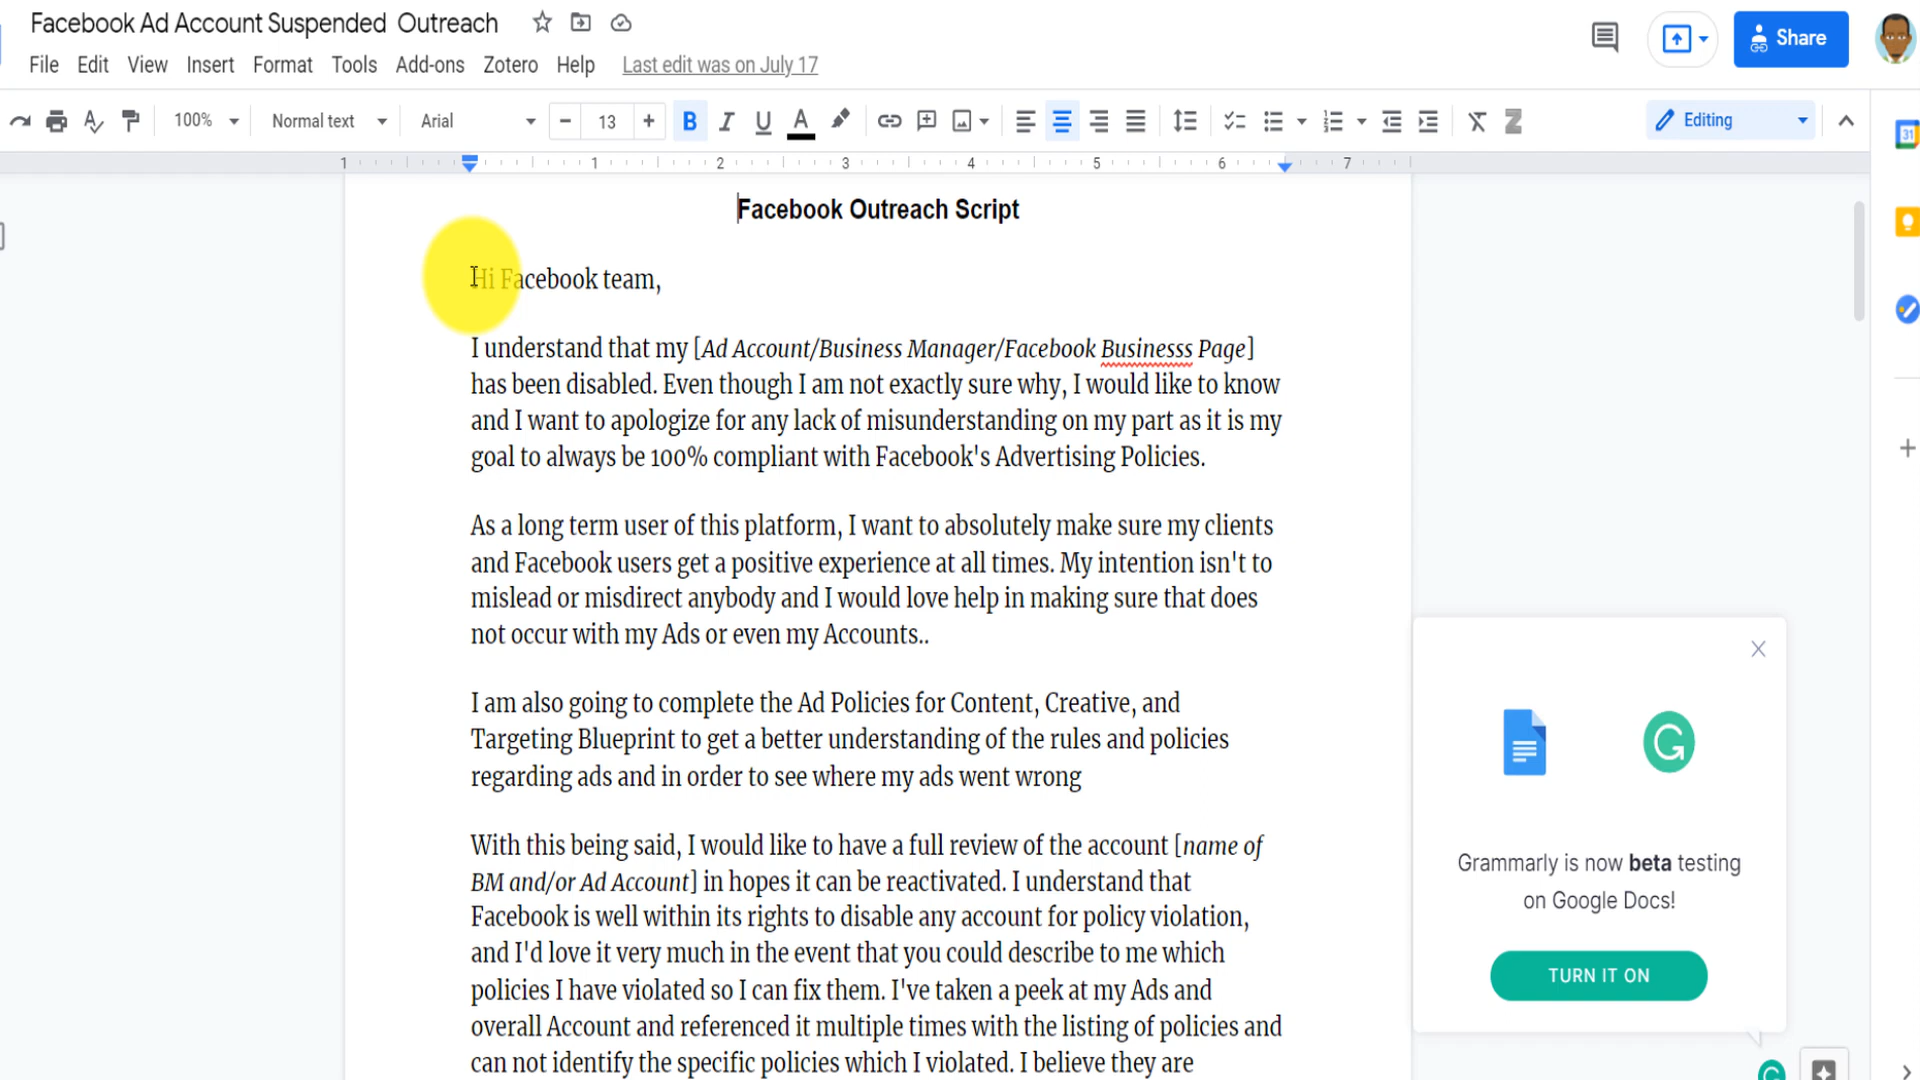 Facebook Ad Account Suspended Outreach
File Edit View Insert Format Tools Add-ons Zotero Help Last edit was on July 17
Share
100% Normal text Arial 13 Editing
1 1 2 3 4 5 6 7
31
Facebook Outreach Script
Hi Facebook team,
I understand that my [Ad Account/Business Manager/Facebook Businesss Page]
has been disabled. Even though I am not exactly sure why, I would like to know
and I want to apologize for any lack of misunderstanding on my part as it is my
goal to always be 100% compliant with Facebook's Advertising Policies.
As a long term user of this platform, I want to absolutely make sure my clients
and Facebook users get a positive experience at all times. My intention isn't to
mislead or misdirect anybody and I would love help in making sure that does
not occur with my Ads or even my Accounts..
I am also going to complete the Ad Policies for Content, Creative, and
Targeting Blueprint to get a better understanding of the rules and policies
regarding ads and in order to see where my ads went wrong
With this being said, I would like to have a full review of the account [name of
BM and/or Ad Account] in hopes it can be reactivated. I understand that
Facebook is well within its rights to disable any account for policy violation,
and I'd love it very much in the event that you could describe to me which
policies I have violated so I can fix them. I've taken a peek at my Ads and
overall Account and referenced it multiple times with the listing of policies and
can not identify the specific policies which I violated. I believe they are
Grammarly is now beta testing
on Google Docs!
TURN IT ON